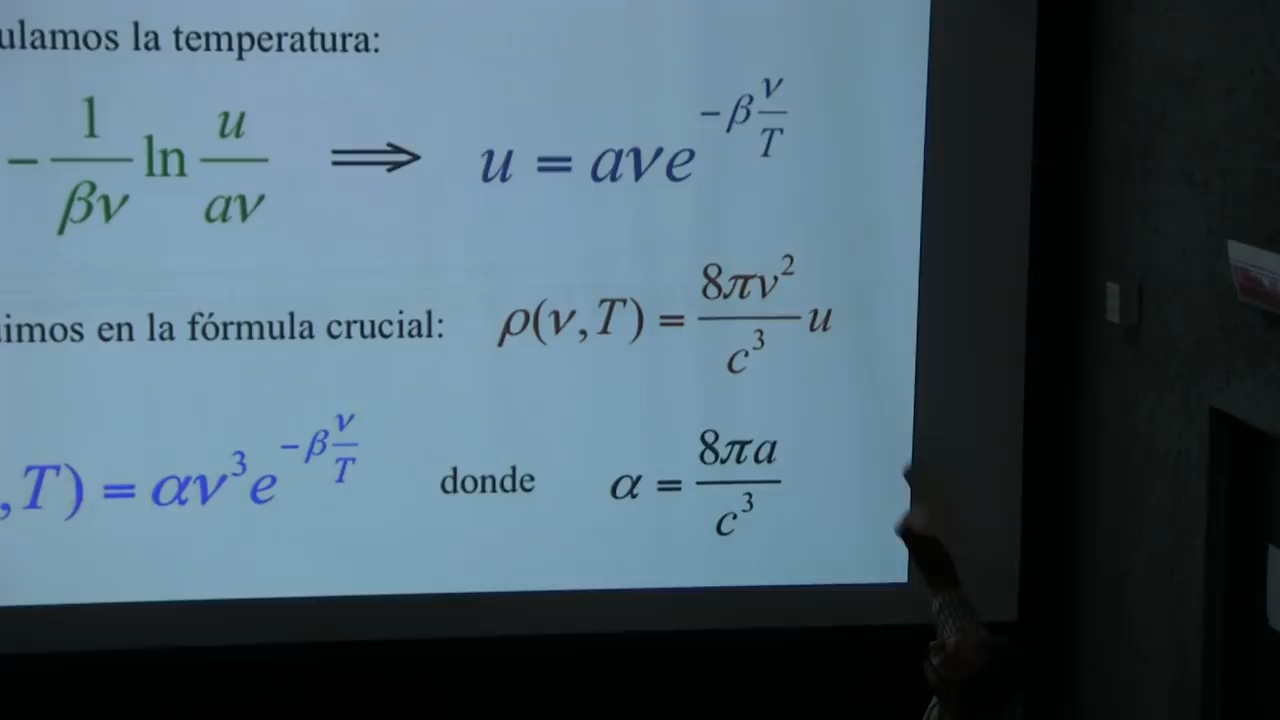 ulamos la temperatura:
− 1/βν ln u/aν ⟹ u = aνe^(−β ν/T)
imos en la fórmula crucial: ρ(ν,T) = 8πν²/c³ u
,T) = αν³e^(−β ν/T) donde α = 8πa/c³